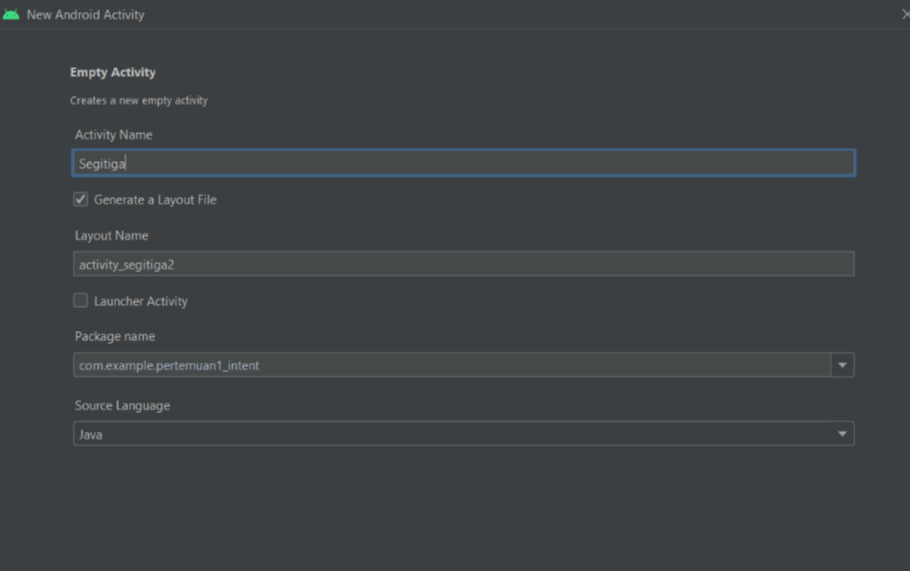 New Android Activity
Empty Activity
Creates a new empty activity
Activity Name
Segitiga
Generate a Layout File
Layout Name
activity_segitiga2
Launcher Activity
Package name
com.example.pertemuan1_intent
Source Language
Java